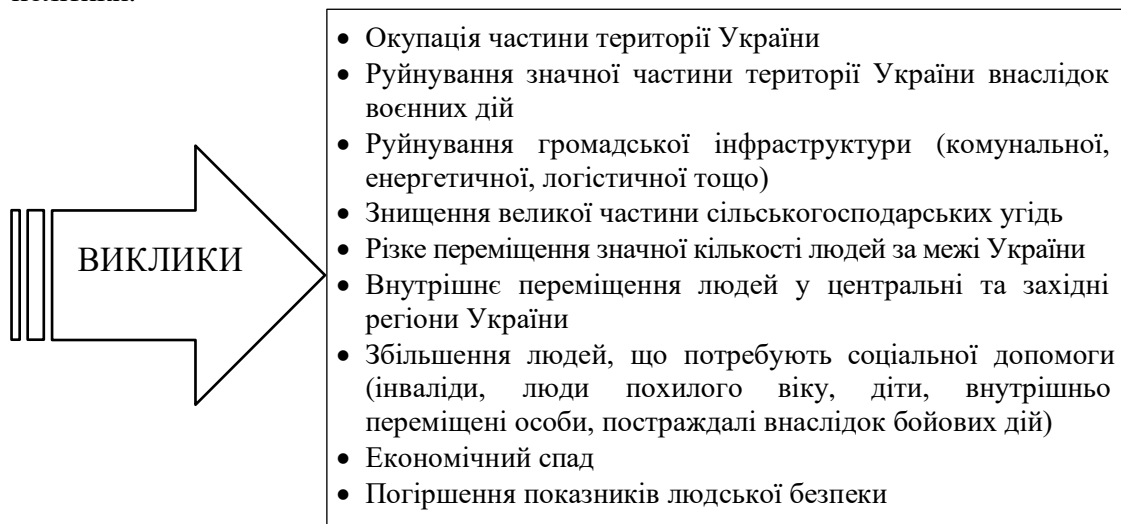 ВИКЛИКИ
• Окупація частини території України
• Руйнування значної частини території України внаслідок
воєнних дій
• Руйнування громадської інфраструктури (комунальної,
енергетичної, логістичної тощо)
• Знищення великої частини сільськогосподарських угідь
• Різке переміщення значної кількості людей за межі України
• Внутрішнє переміщення людей у центральні та західні
регіони України
• Збільшення людей, що потребують соціальної допомоги
(інваліди, люди похилого віку, діти, внутрішньо
переміщені особи, постраждалі внаслідок бойових дій)
• Економічний спад
• Погіршення показників людської безпеки